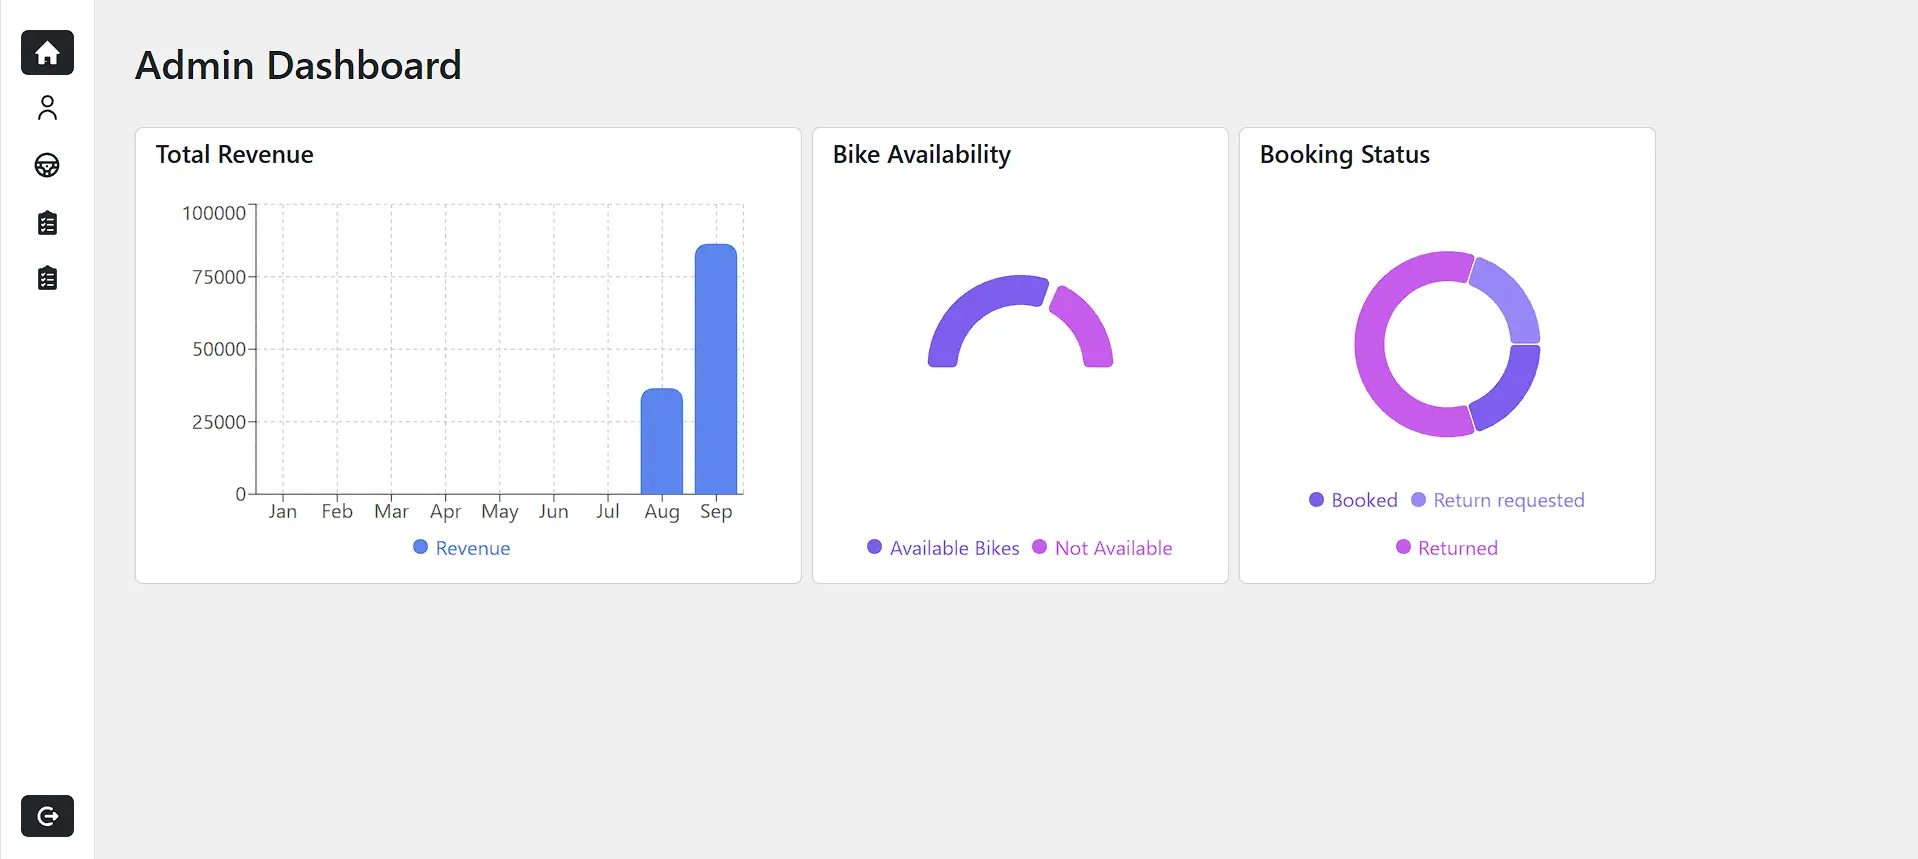 Admin Dashboard
Total Revenue
100000
75000
50000
25000
0
Jan Feb Mar Apr May Jun Jul Aug Sep
Revenue
Bike Availability
Available Bikes Not Available
Booking Status
Booked Return requested
Returned